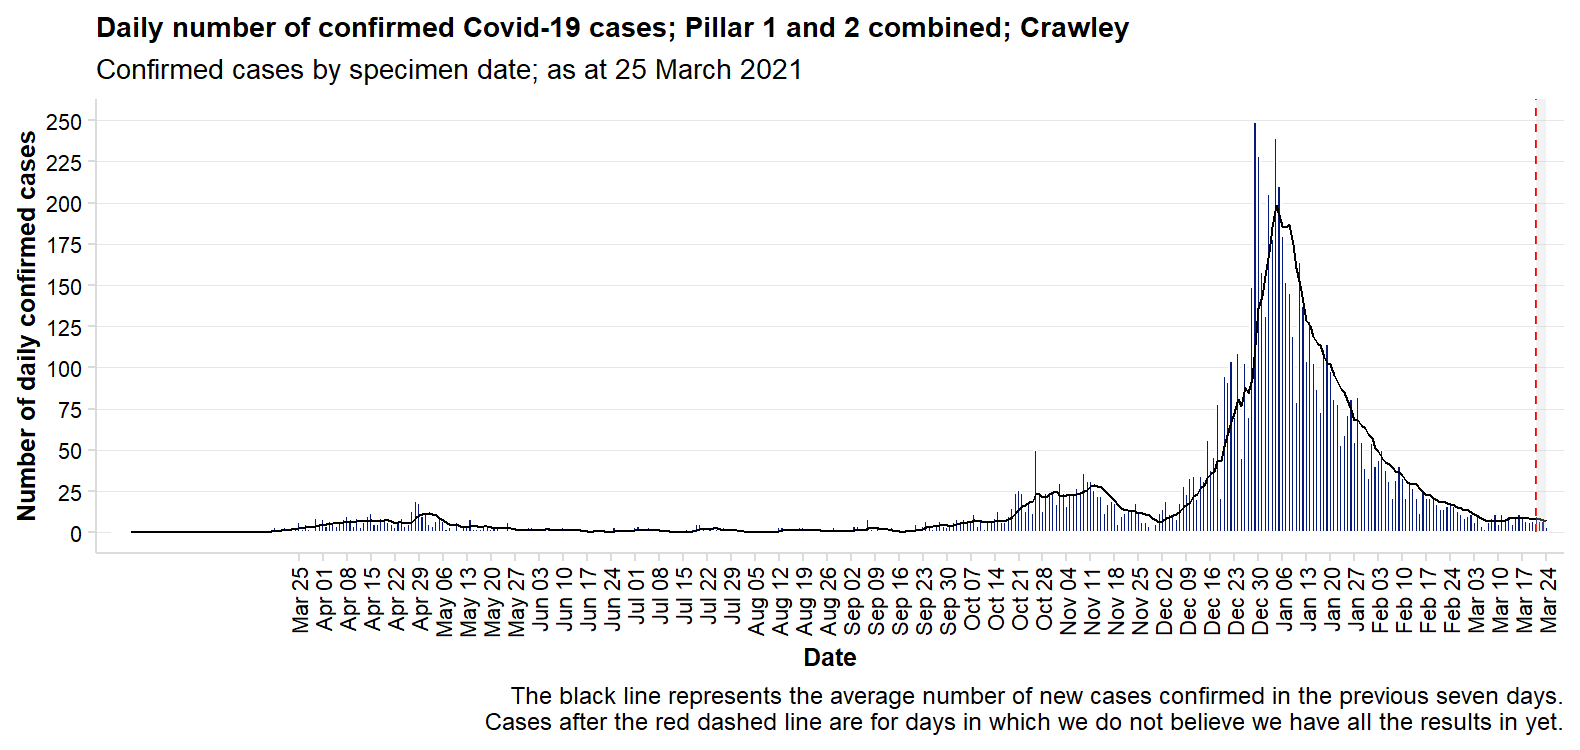 Daily number of confirmed Covid-19 cases; Pillar 1 and 2 combined; Crawley
Confirmed cases by specimen date; as at 25 March 2021
Number of daily confirmed cases
250
225
200
175
150
125
100
75
50
25
0
Mar 25
Apr 01
Apr 08
Apr 15
Apr 22
Apr 29
May 06
May 13
May 20
May 27
Jun 03
Jun 10
Jun 17
Jun 24
Jul 01
Jul 08
Jul 15
Jul 22
Jul 29
Aug 05
Aug 12
Aug 19
Aug 26
Sep 02
Sep 09
Sep 16
Sep 23
Sep 30
Oct 07
Oct 14
Oct 21
Oct 28
Nov 04
Nov 11
Nov 18
Nov 25
Dec 02
Dec 09
Dec 16
Dec 23
Dec 30
Jan 06
Jan 13
Jan 20
Jan 27
Feb 03
Feb 10
Feb 17
Feb 24
Mar 03
Mar 10
Mar 17
Mar 24
Date
The black line represents the average number of new cases confirmed in the previous seven days.
Cases after the red dashed line are for days in which we do not believe we have all the results in yet.